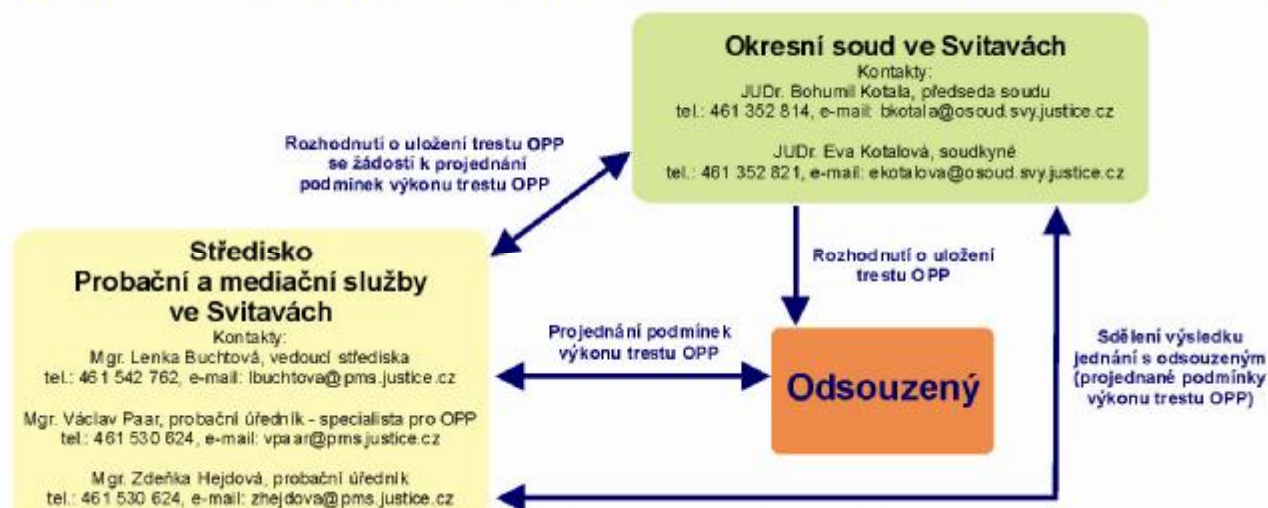 Okresní soud ve Svitavách
Kontakty:
JUDr. Bohumil Kotala, předseda soudu
tel.: 461 352 814, e-mail: bkotala@osoud.svy.justice.cz
JUDr. Eva Kotalová, soudkyně
tel.: 461 352 821, e-mail: ekotalova@osoud.svy.justice.cz
Rozhodnutí o uložení trestu OPP
se žádostí k projednání
podmínek výkonu trestu OPP
Středisko
Probační a mediační služby
ve Svitavách
Kontakty:
Mgr. Lenka Buchtová, vedoucí střediska
tel.: 461 542 762, e-mail: lbuchtova@pms.justice.cz
Mgr. Václav Paar, probační úředník - specialista pro OPP
tel.: 461 530 624, e-mail: vpaar@pms.justice.cz
Mgr. Zdeňka Hejdová, probační úředník
tel.: 461 530 624, e-mail: zhejdova@pms.justice.cz
Rozhodnutí o uložení
trestu OPP
Projednání podmínek
výkonu trestu OPP
Odsouzený
Sdělení výsledku
jednání s odsouzeným
(projednané podmínky
výkonu trestu OPP)